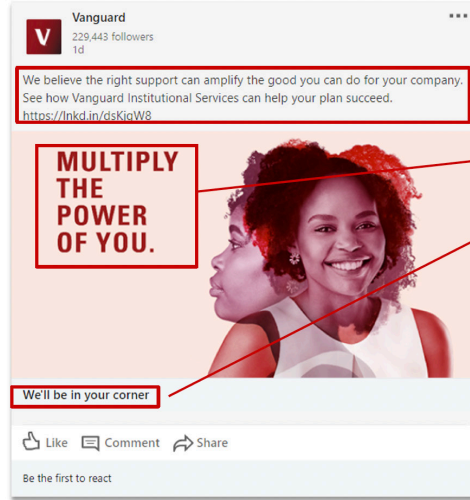 Vanguard
229,443 followers
1d
We believe the right support can amplify the good you can do for your company.
See how Vanguard Institutional Services can help your plan succeed.
https://lnkd.in/dsKjqW8
MULTIPLY
THE
POWER
OF YOU.
We'll be in your corner
Like Comment Share
Be the first to react